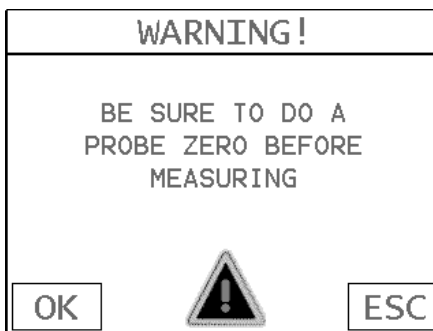 WARNING!
BE SURE TO DO A
PROBE ZERO BEFORE
MEASURING
OK
ESC